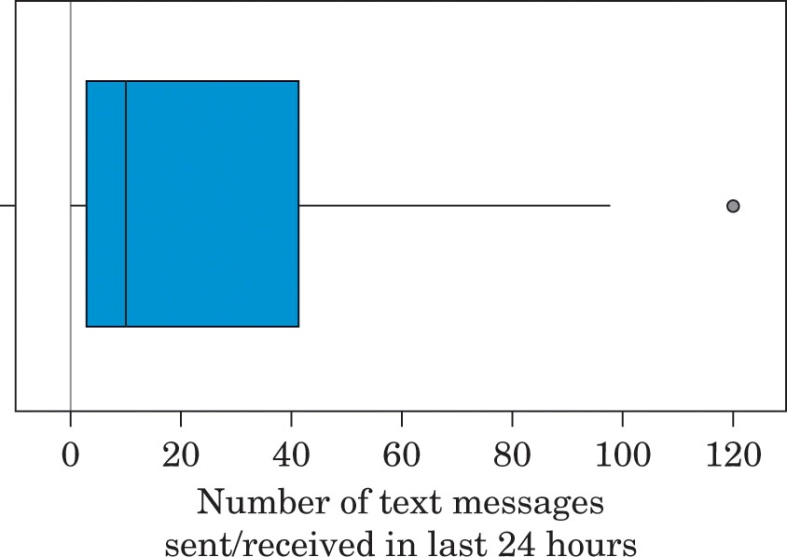 0 20 40 60 80 100 120
Number of text messages
sent/received in last 24 hours